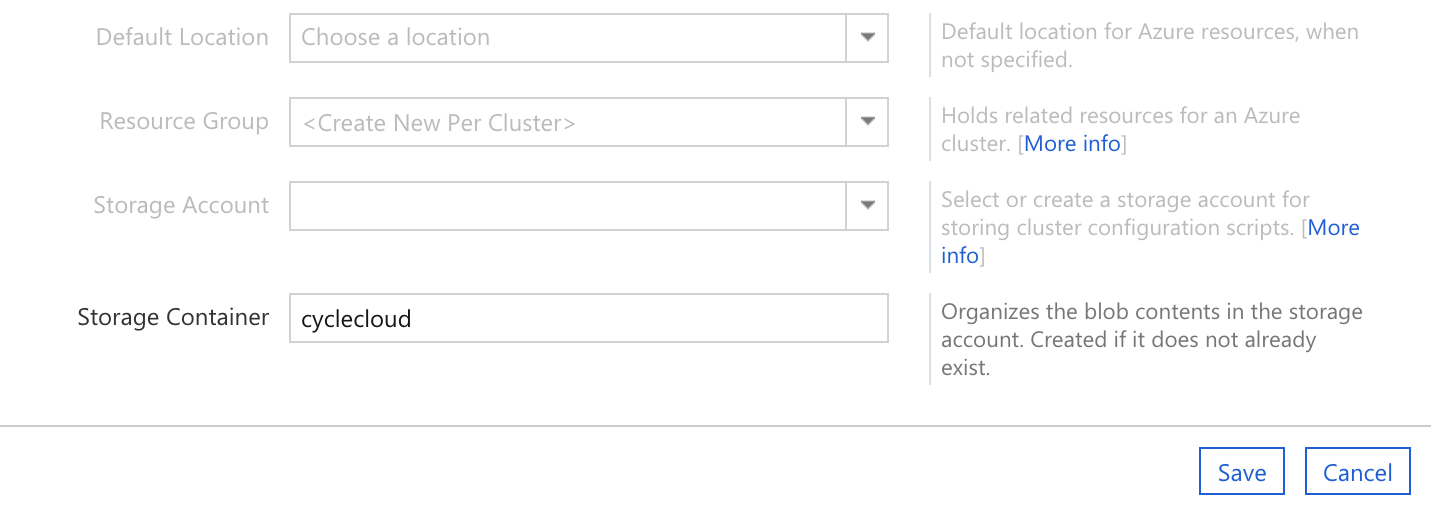 Default Location
Choose a location
Default location for Azure resources, when
not specified.
Resource Group
<Create New Per Cluster>
Holds related resources for an Azure
cluster. [More info]
Storage Account
Select or create a storage account for
storing cluster configuration scripts. [More
info]
Storage Container
cyclecloud
Organizes the blob contents in the storage
account. Created if it does not already
exist.
Save
Cancel